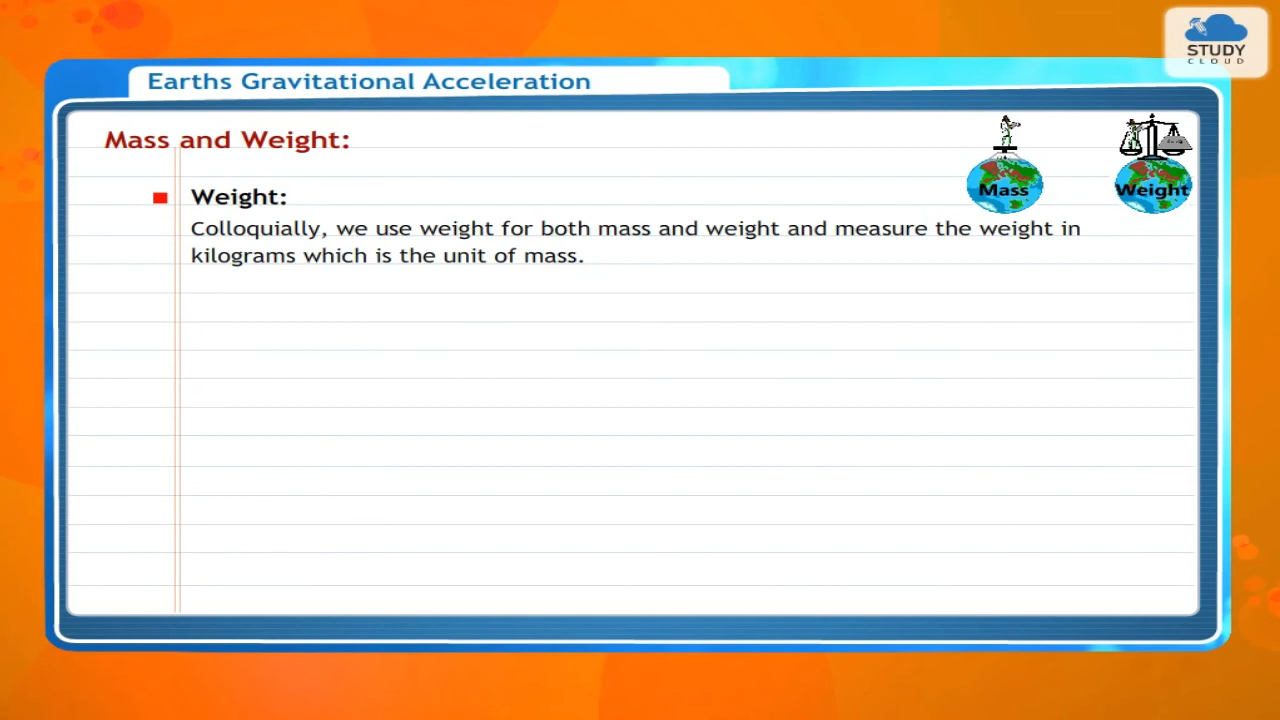 STUDY
CLOUD
Earths Gravitational Acceleration
Mass and Weight:
Mass
Weight
Weight:
Colloquially, we use weight for both mass and weight and measure the weight in
kilograms which is the unit of mass.